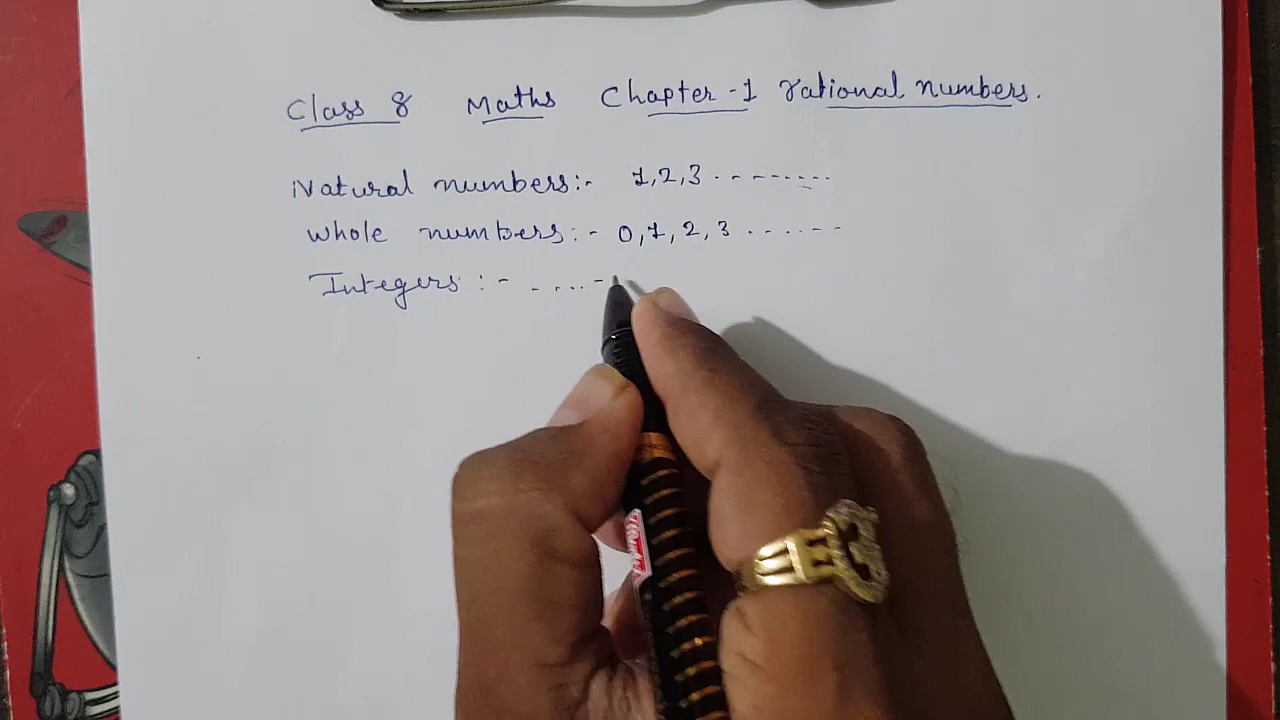 Class 8 Maths Chapter-1 rational numbers.
Natural numbers:- 1,2,3 .........
Whole numbers:- 0,1,2,3 ......
Integers :- .....-